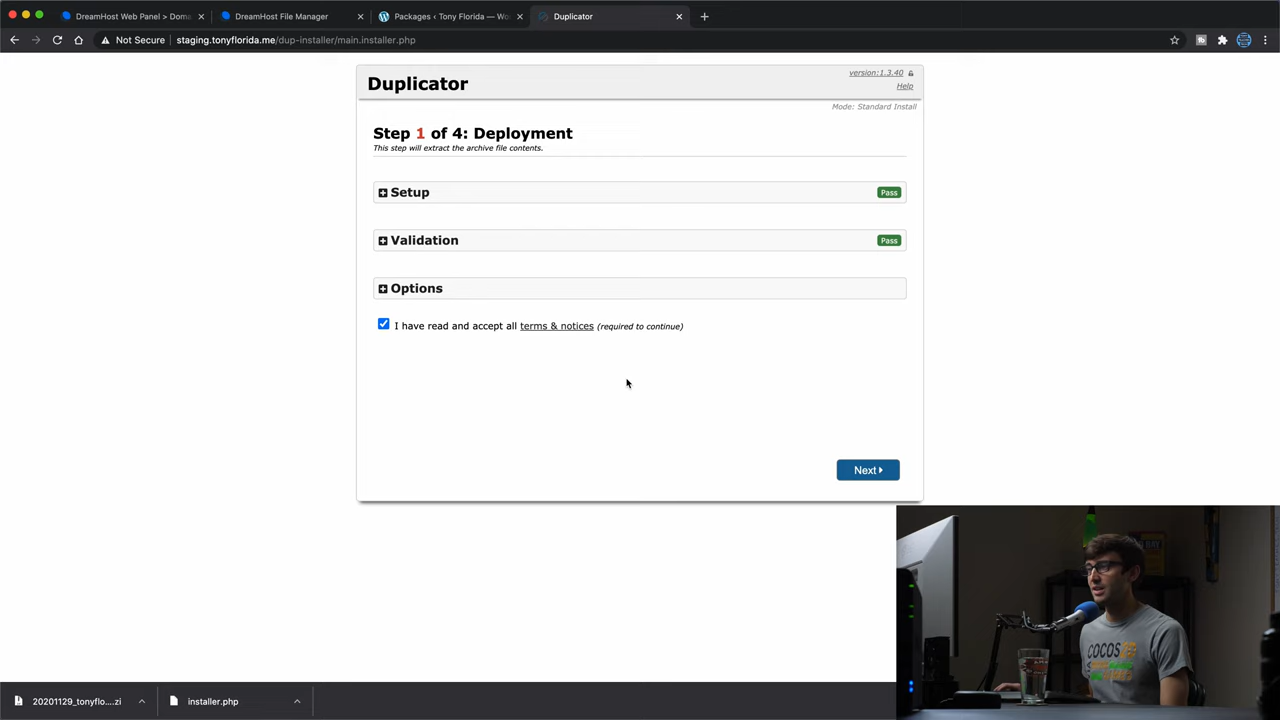 DreamHost Web Panel > Doma
DreamHost File Manager
Packages ‹ Tony Florida — Wo
Duplicator
Not Secure
staging.tonyflorida.me/dup-installer/main.installer.php
Duplicator
version:1.3.40
Help
Mode: Standard Install
Step 1 of 4: Deployment
This step will extract the archive file contents.
Setup
Pass
Validation
Pass
Options
I have read and accept all terms & notices (required to continue)
Next
20201129_tonyflo....zi
installer.php
COCOS